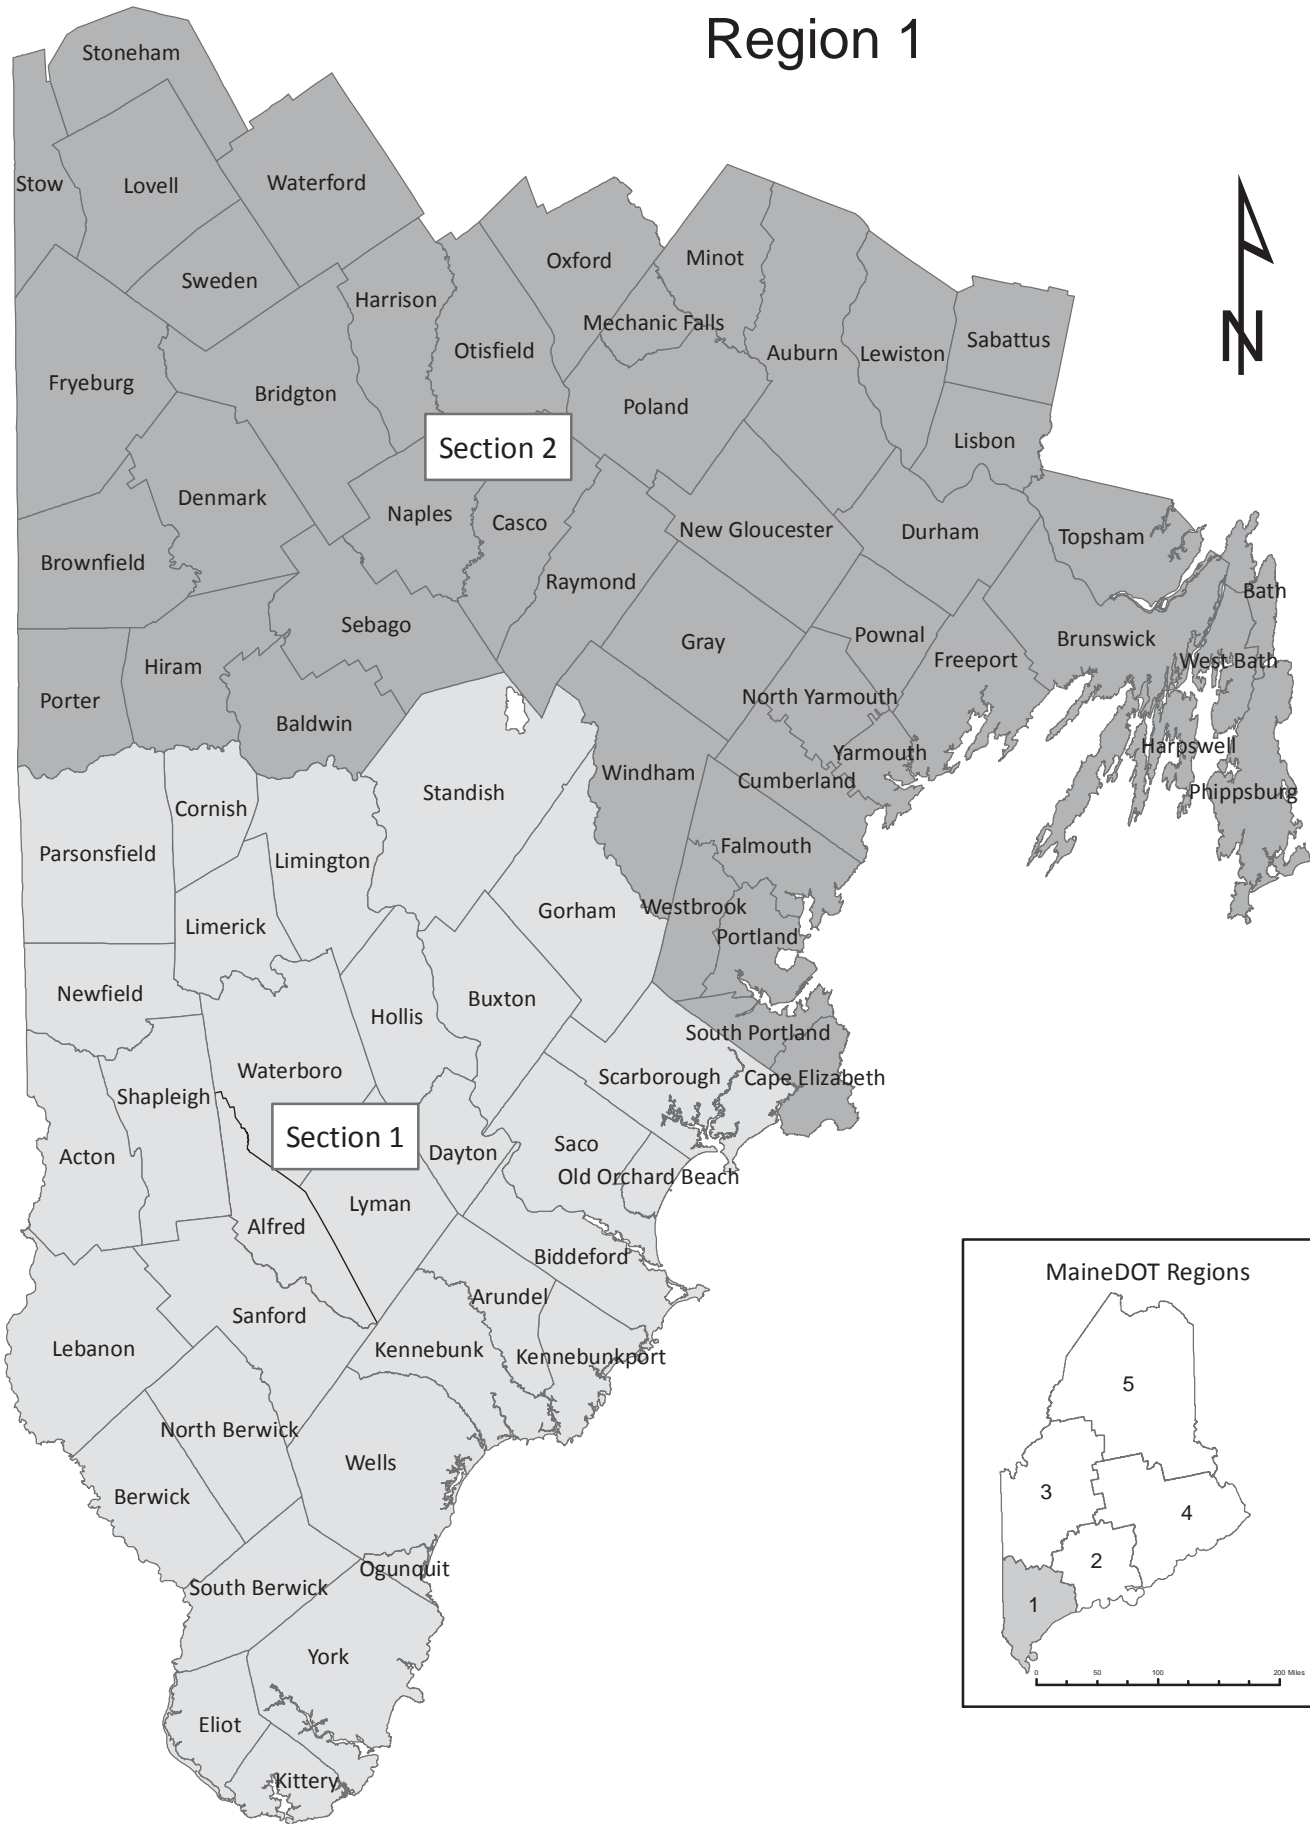 Region 1
Stoneham
Stow
Lovell
Waterford
Sweden
Harrison
Oxford
Minot
Mechanic Falls
Otisfield
Auburn
Lewiston
Sabattus
Fryeburg
Bridgton
Poland
Lisbon
Section 2
Denmark
Naples
Casco
New Gloucester
Durham
Topsham
Brownfield
Raymond
Bath
Sebago
Gray
Pownal
Brunswick
Hiram
Freeport
West Bath
Porter
North Yarmouth
Baldwin
Yarmouth
Harpswell
Windham
Cumberland
Phippsburg
Standish
Cornish
Parsonsfield
Limington
Falmouth
Limerick
Gorham
Westbrook
Portland
Newfield
Buxton
Hollis
South Portland
Waterboro
Scarborough
Cape Elizabeth
Shapleigh
Section 1
Acton
Dayton
Saco
Old Orchard Beach
Lyman
Alfred
Biddeford
Arundel
Sanford
Lebanon
Kennebunk
Kennebunkport
North Berwick
Wells
Berwick
Ogunquit
South Berwick
York
Eliot
Kittery
N
MaineDOT Regions
5
3
4
2
1
0 50 100 200 Miles